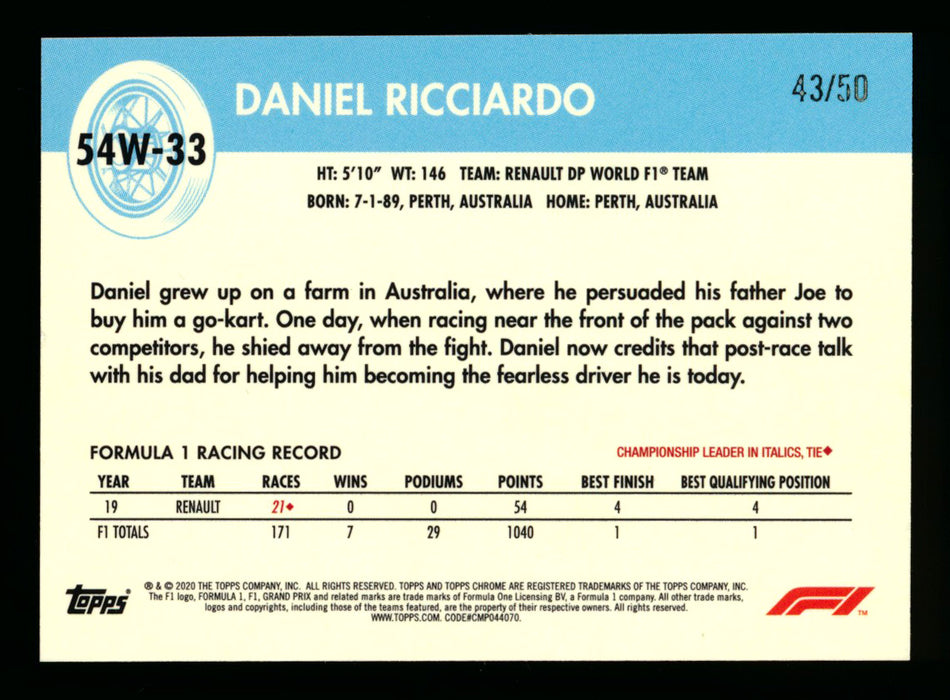 DANIEL RICCIARDO
43/50
54W-33
HT: 5'10" WT: 146 TEAM: RENAULT DP WORLD F1® TEAM
BORN: 7-1-89, PERTH, AUSTRALIA HOME: PERTH, AUSTRALIA
Daniel grew up on a farm in Australia, where he persuaded his father Joe to
buy him a go-kart. One day, when racing near the front of the pack against two
competitors, he shied away from the fight. Daniel now credits that post-race talk
with his dad for helping him becoming the fearless driver he is today.
FORMULA 1 RACING RECORD
CHAMPIONSHIP LEADER IN ITALICS, TIE♦
YEAR TEAM RACES WINS PODIUMS POINTS BEST FINISH BEST QUALIFYING POSITION
19 RENAULT 21♦ 0 0 54 4 4
F1 TOTALS 171 7 29 1040 1 1
topps®
® & © 2020 THE TOPPS COMPANY, INC. ALL RIGHTS RESERVED. TOPPS AND TOPPS CHROME ARE REGISTERED TRADEMARKS OF THE TOPPS COMPANY, INC.
The F1 logo, FORMULA 1, F1, GRAND PRIX and related marks are trade marks of Formula One Licensing BV, a Formula 1 company. All other trade marks,
logos and copyrights, including those of the teams featured, are the property of their respective owners. All rights reserved.
WWW.TOPPS.COM. CODE#CMP044070.
F1™